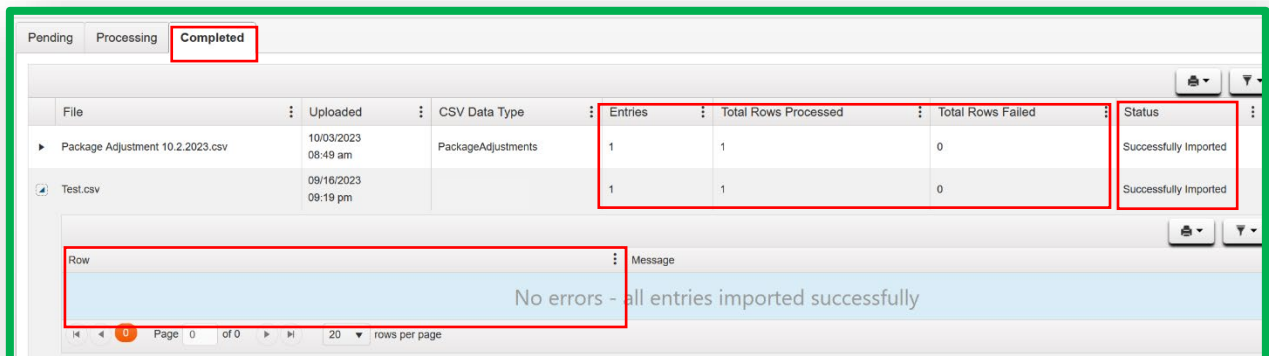 Pending Processing Completed
File Uploaded CSV Data Type Entries Total Rows Processed Total Rows Failed Status
Package Adjustment 10.2.2023.csv 10/03/2023 08:49 am PackageAdjustments 1 1 0 Successfully Imported
Test.csv 09/16/2023 09:19 pm 1 1 0 Successfully Imported
Row Message
No errors - all entries imported successfully
0 Page 0 of 0 20 rows per page